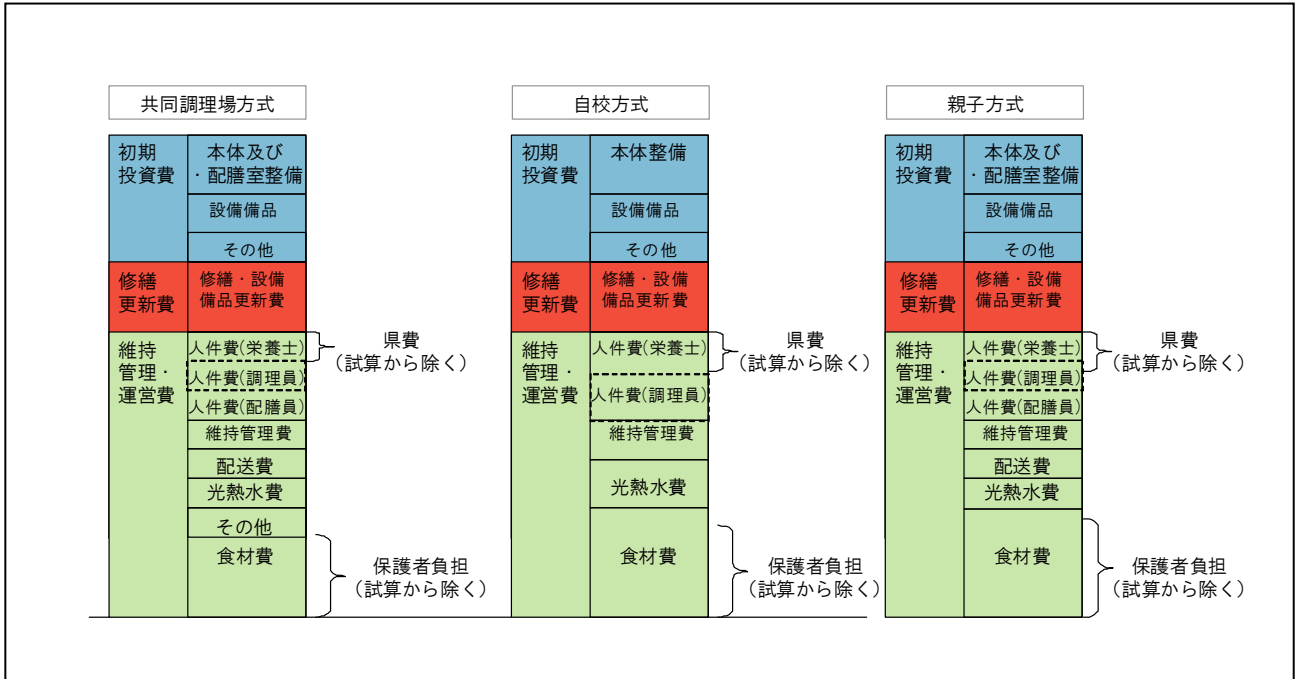 共同調理場方式
初期
投資費
本体及び
・配膳室整備
設備備品
その他
修繕
更新費
修繕・設備
備品更新費
維持
管理・
運営費
人件費(栄養士)
人件費(調理員)
人件費(配膳員)
維持管理費
配送費
光熱水費
その他
食材費
県費
(試算から除く)
保護者負担
(試算から除く)
自校方式
初期
投資費
本体整備
設備備品
その他
修繕
更新費
修繕・設備
備品更新費
維持
管理・
運営費
人件費(栄養士)
人件費(調理員)
維持管理費
光熱水費
食材費
県費
(試算から除く)
保護者負担
(試算から除く)
親子方式
初期
投資費
本体及び
・配膳室整備
設備備品
その他
修繕
更新費
修繕・設備
備品更新費
維持
管理・
運営費
人件費(栄養士)
人件費(調理員)
人件費(配膳員)
維持管理費
配送費
光熱水費
食材費
県費
(試算から除く)
保護者負担
(試算から除く)